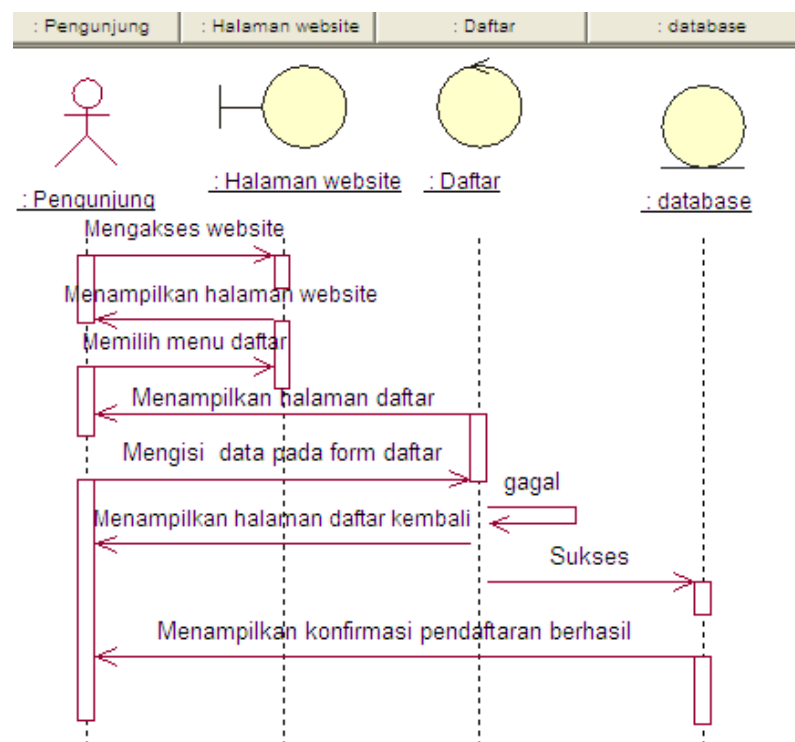 : Pengunjung
: Halaman website
: Daftar
: database
: Halaman website
: Daftar
: Pengunjung
: database
Mengakses website
Menampilkan halaman website
Memilih menu daftar
Menampilkan halaman daftar
Mengisi data pada form daftar
gagal
Menampilkan halaman daftar kembali
Sukses
Menampilkan konfirmasi pendaftaran berhasil